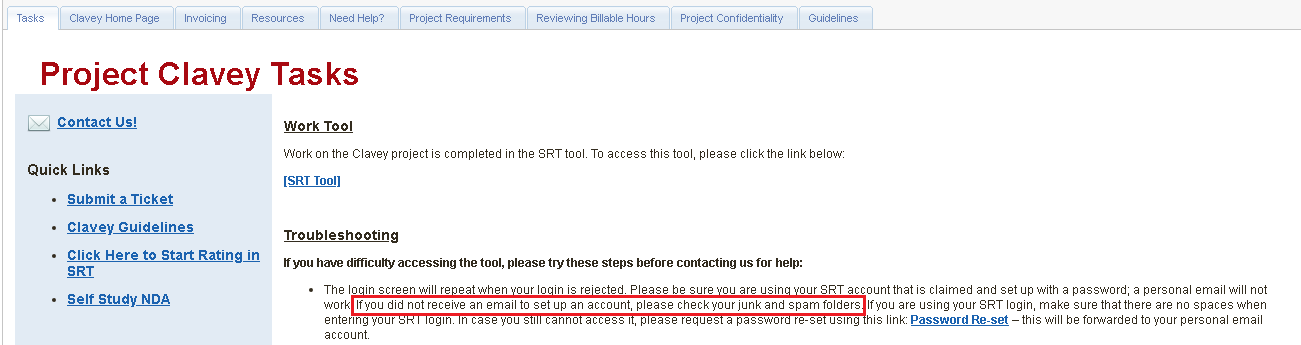 Tasks Clavey Home Page Invoicing Resources Need Help? Project Requirements Reviewing Billable Hours Project Confidentiality Guidelines
Project Clavey Tasks
Contact Us!
Quick Links
• Submit a Ticket
• Clavey Guidelines
• Click Here to Start Rating in
SRT
• Self Study NDA
Work Tool
Work on the Clavey project is completed in the SRT tool. To access this tool, please click the link below:
[SRT Tool]
Troubleshooting
If you have difficulty accessing the tool, please try these steps before contacting us for help:
• The login screen will repeat when your login is rejected. Please be sure you are using your SRT account that is claimed and set up with a password; a personal email will not
work. If you did not receive an email to set up an account, please check your junk and spam folders. If you are using your SRT login, make sure that there are no spaces when
entering your SRT login. In case you still cannot access it, please request a password re-set using this link: Password Re-set – this will be forwarded to your personal email
account.